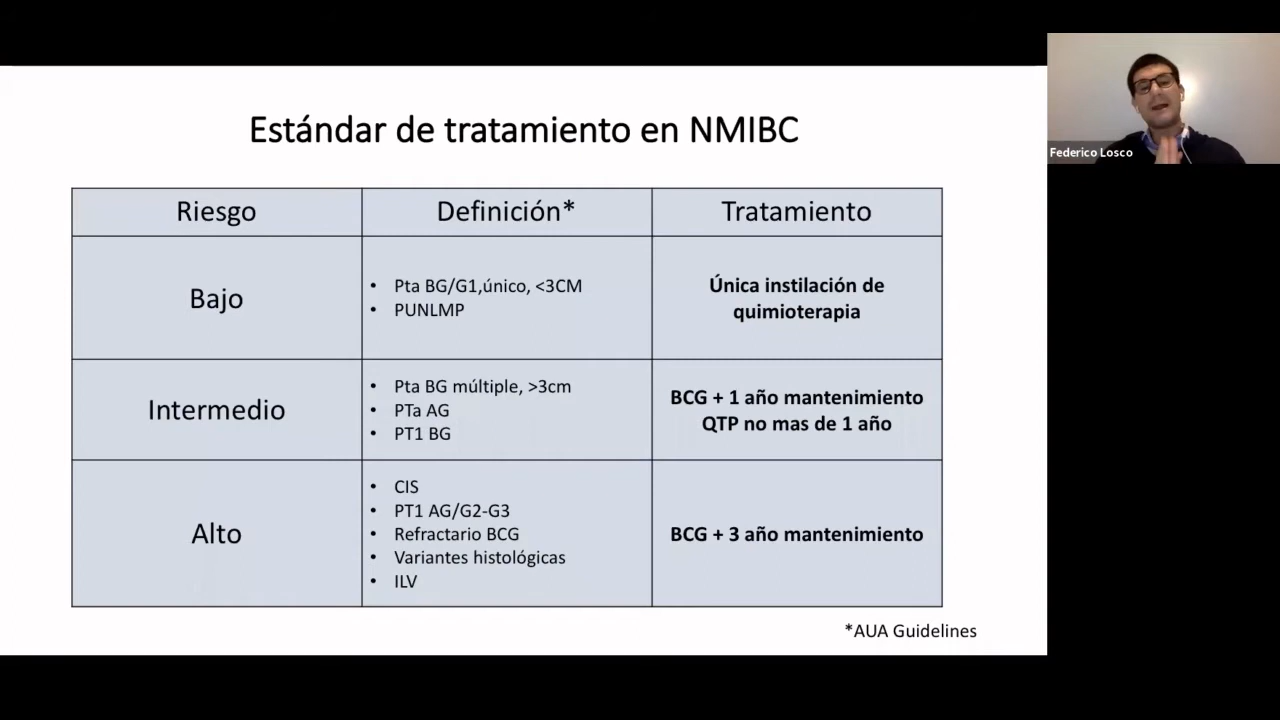 Estándar de tratamiento en NMIBC
Riesgo
Definición*
Tratamiento
Bajo
• Pta BG/G1,único, <3CM
• PUNLMP
Única instilación de
quimioterapia
Intermedio
• Pta BG múltiple, >3cm
• PTa AG
• PT1 BG
BCG + 1 año mantenimiento
QTP no mas de 1 año
Alto
• CIS
• PT1 AG/G2-G3
• Refractario BCG
• Variantes histológicas
• ILV
BCG + 3 año mantenimiento
*AUA Guidelines
Federico Losco